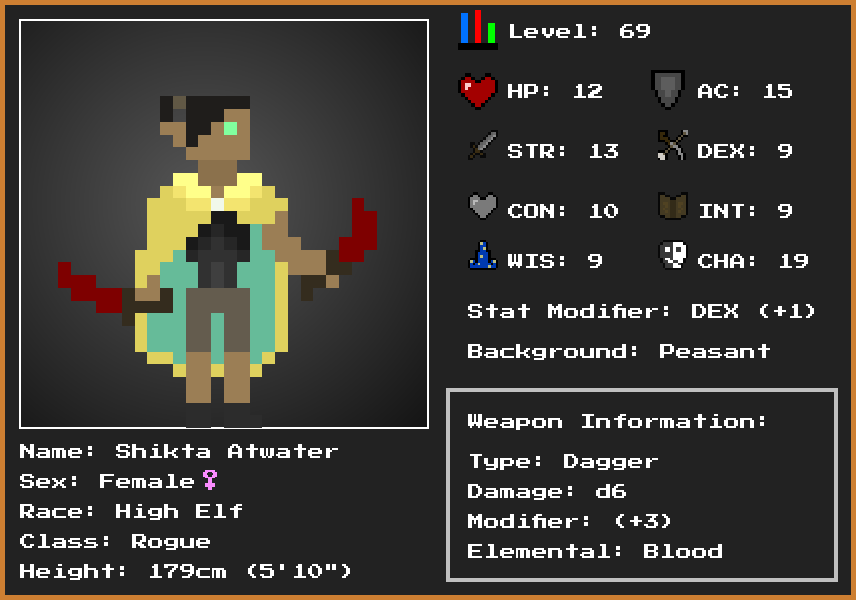 Level: 69
HP: 12 AC: 15
STR: 13 DEX: 9
CON: 10 INT: 9
WIS: 9 CHA: 19
Stat Modifier: DEX (+1)
Background: Peasant
Weapon Information:
Type: Dagger
Damage: d6
Modifier: (+3)
Elemental: Blood
Name: Shikta Atwater
Sex: Female♀
Race: High Elf
Class: Rogue
Height: 179cm (5'10")